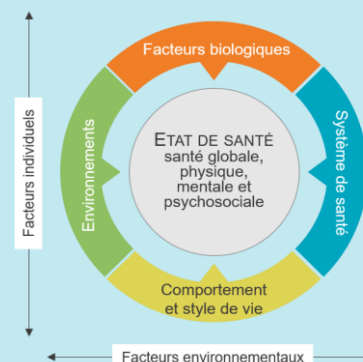 Facteurs biologiques
Facteurs individuels
Environnements
ETAT DE SANTÉ
santé globale,
physique,
mentale et
psychosociale
Système de santé
Comportement
et style de vie
Facteurs environnementaux